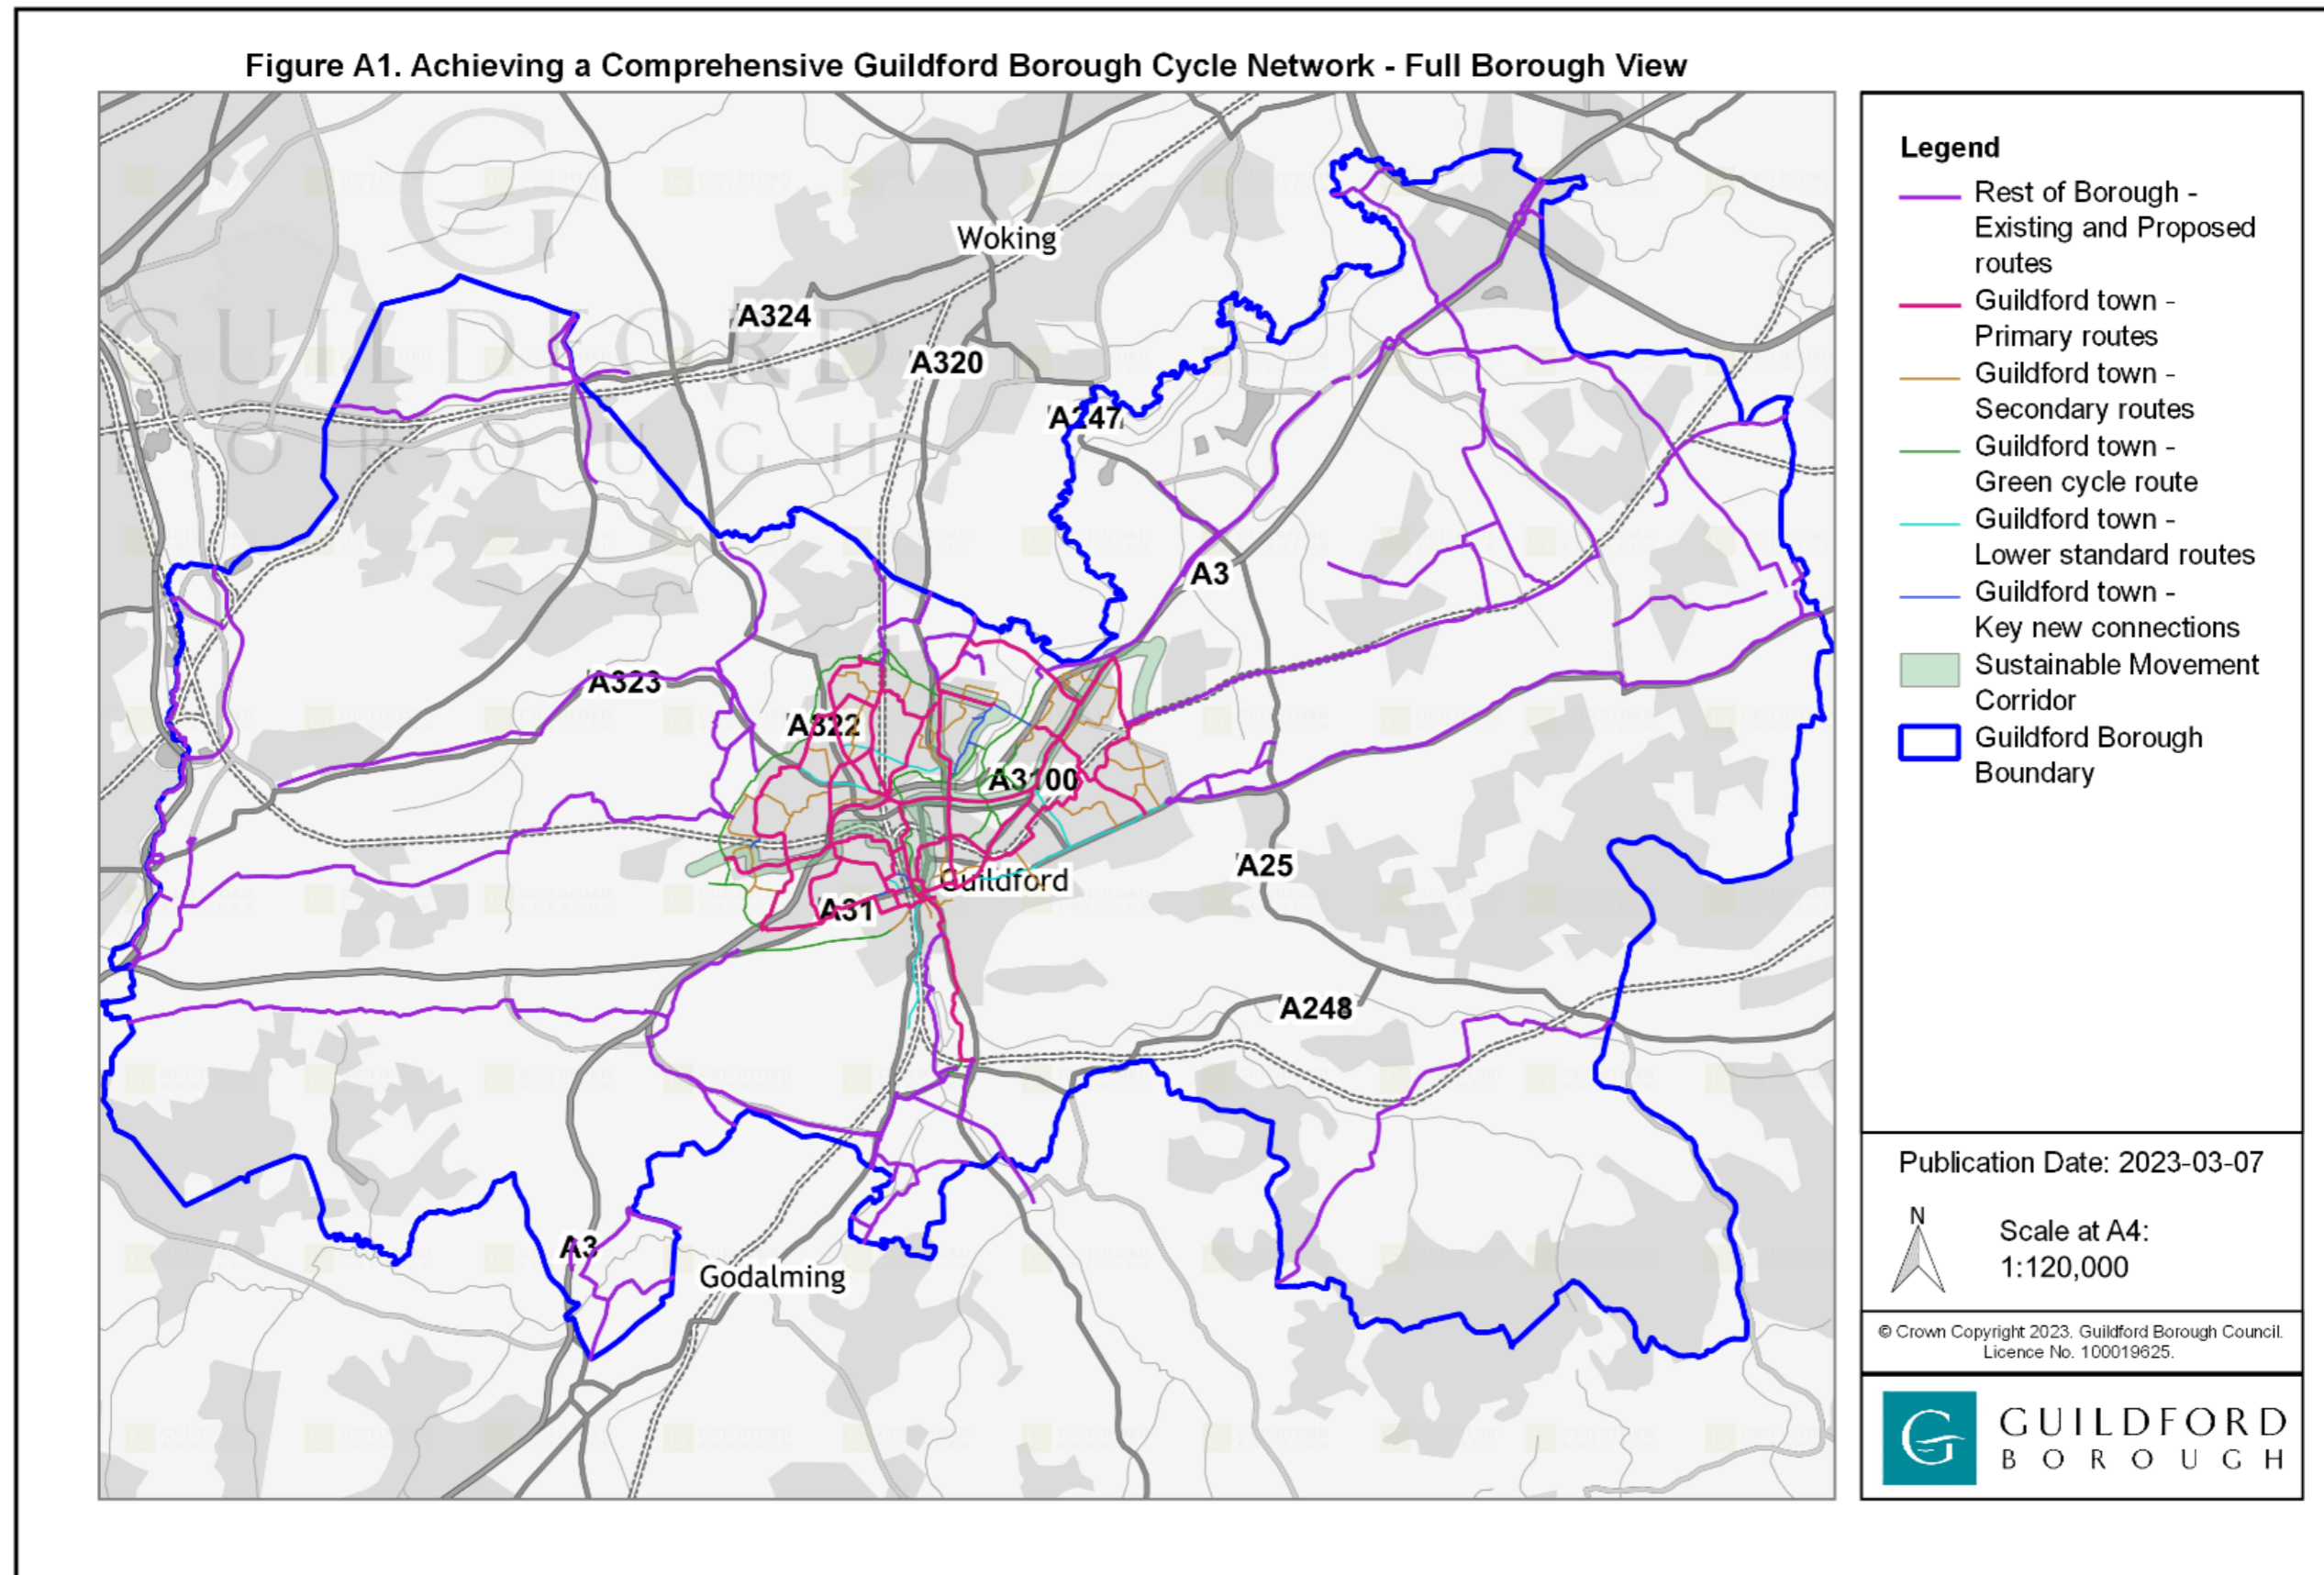 Figure A1. Achieving a Comprehensive Guildford Borough Cycle Network - Full Borough View
GUILDFORD
BOROUGH
Woking
A324
A320
A247
A3
A323
A322
A3100
Guildford
A25
A31
A248
A3
Godalming
Legend
Rest of Borough -
Existing and Proposed
routes
Guildford town -
Primary routes
Guildford town -
Secondary routes
Guildford town -
Green cycle route
Guildford town -
Lower standard routes
Guildford town -
Key new connections
Sustainable Movement
Corridor
Guildford Borough
Boundary
Publication Date: 2023-03-07
N
Scale at A4:
1:120,000
© Crown Copyright 2023. Guildford Borough Council.
Licence No. 100019625.
GUILDFORD
BOROUGH